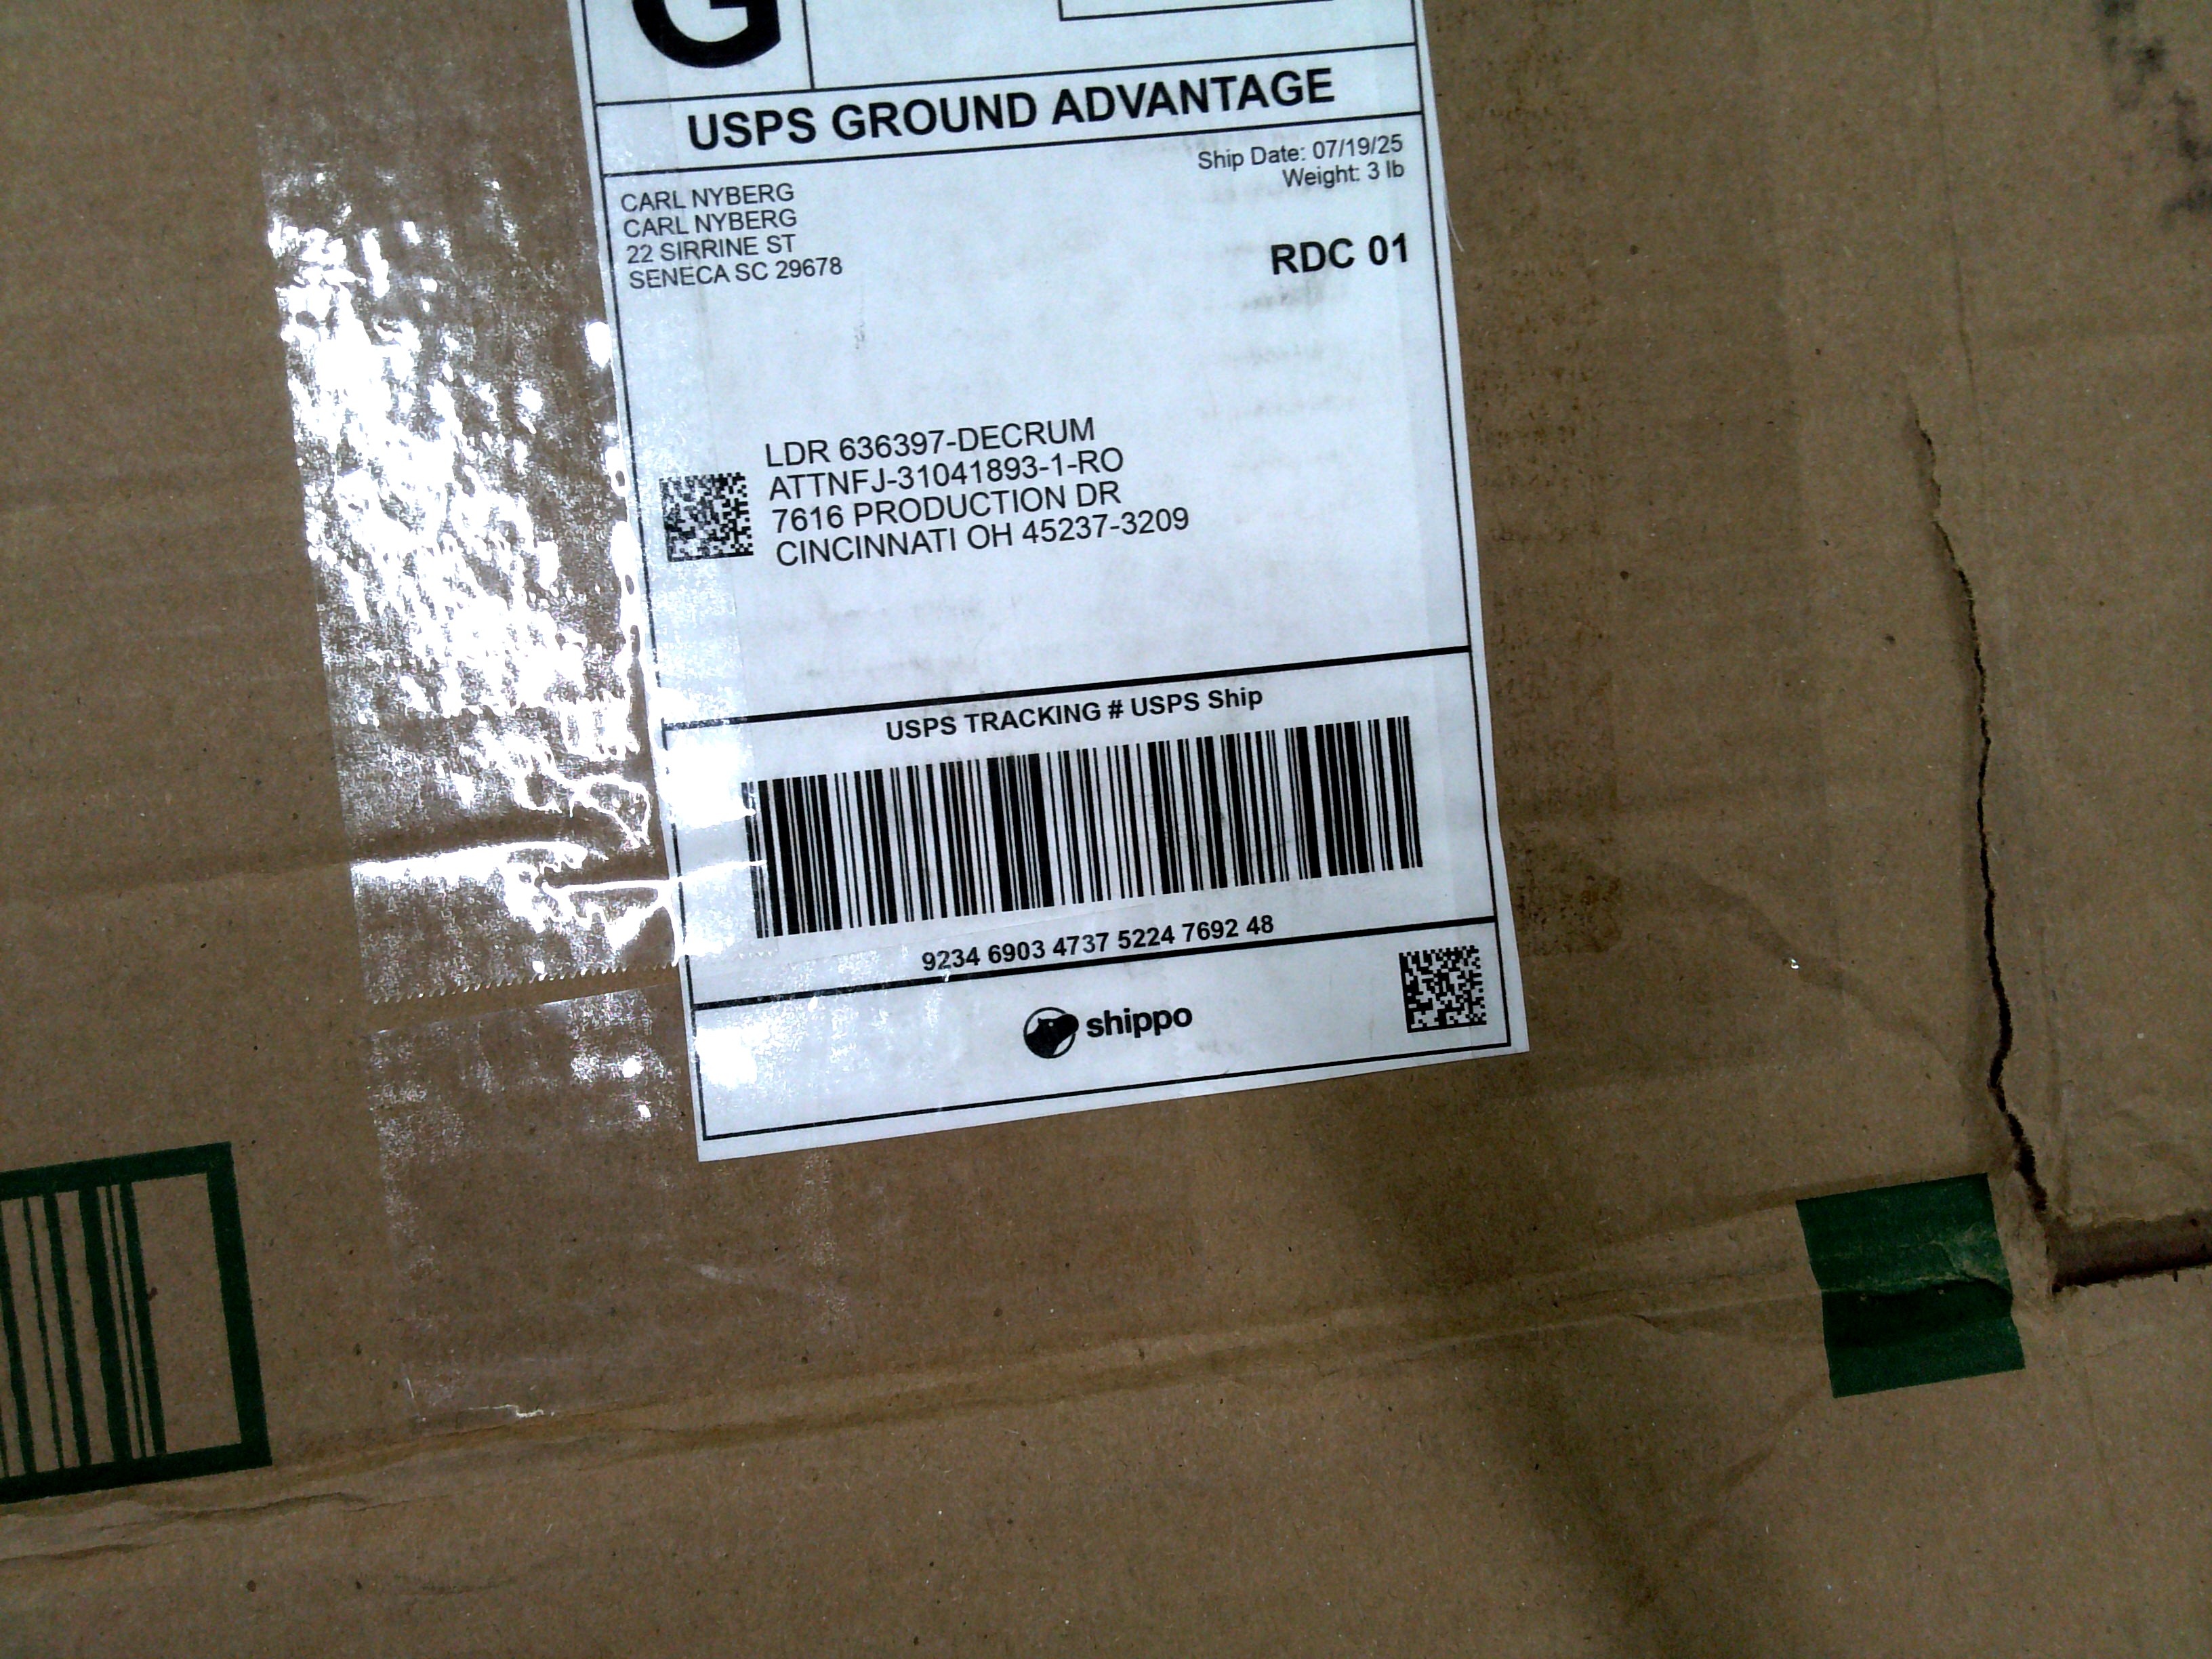 G
USPS GROUND ADVANTAGE
Ship Date: 07/19/25
Weight: 3 lb
CARL NYBERG
CARL NYBERG
22 SIRRINE ST
SENECA SC 29678
RDC 01
LDR 636397-DECRUM
ATTNFJ-31041893-1-RO
7616 PRODUCTION DR
CINCINNATI OH 45237-3209
USPS TRACKING # USPS Ship
9234 6903 4737 5224 7692 48
shippo